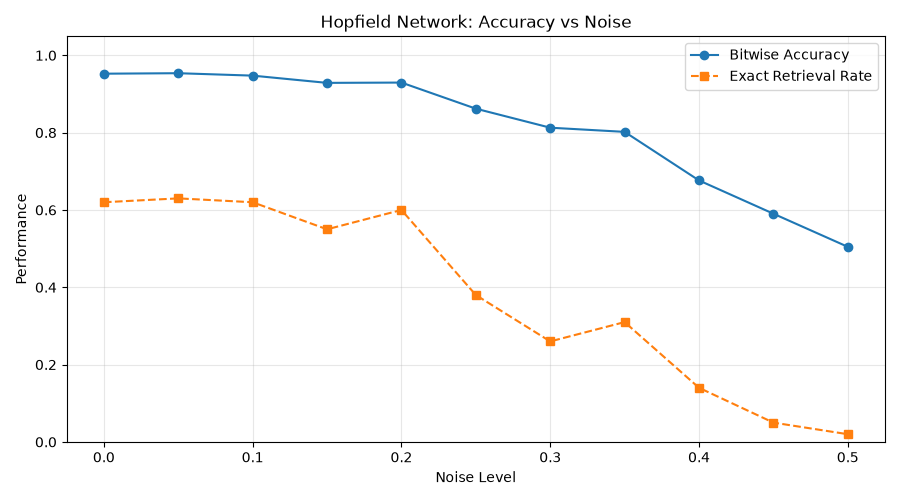 Hopfield Network: Accuracy vs Noise
Bitwise Accuracy
Exact Retrieval Rate
Performance
1.0
0.8
0.6
0.4
0.2
0.0
0.0 0.1 0.2 0.3 0.4 0.5
Noise Level